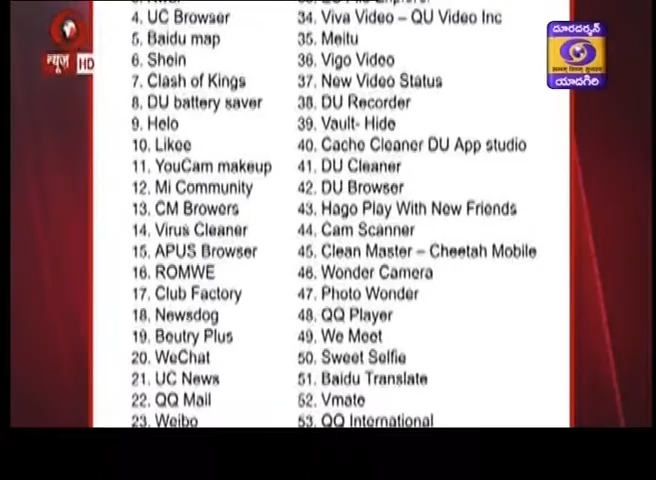 4. UC Browser
5. Baidu map
6. Shein
7. Clash of Kings
8. DU battery saver
9. Helo
10. Likee
11. YouCam makeup
12. Mi Community
13. CM Browers
14. Virus Cleaner
15. APUS Browser
16. ROMWE
17. Club Factory
18. Newsdog
19. Beutry Plus
20. WeChat
21. UC News
22. QQ Mail
23. Weibo
34. Viva Video – QU Video Inc
35. Meitu
36. Vigo Video
37. New Video Status
38. DU Recorder
39. Vault- Hide
40. Cache Cleaner DU App studio
41. DU Cleaner
42. DU Browser
43. Hago Play With New Friends
44. Cam Scanner
45. Clean Master – Cheetah Mobile
46. Wonder Camera
47. Photo Wonder
48. QQ Player
49. We Meet
50. Sweet Selfie
51. Baidu Translate
52. Vmate
53. QQ International
न्यूज़ HD
దూరదర్శన్
యాదగిరి